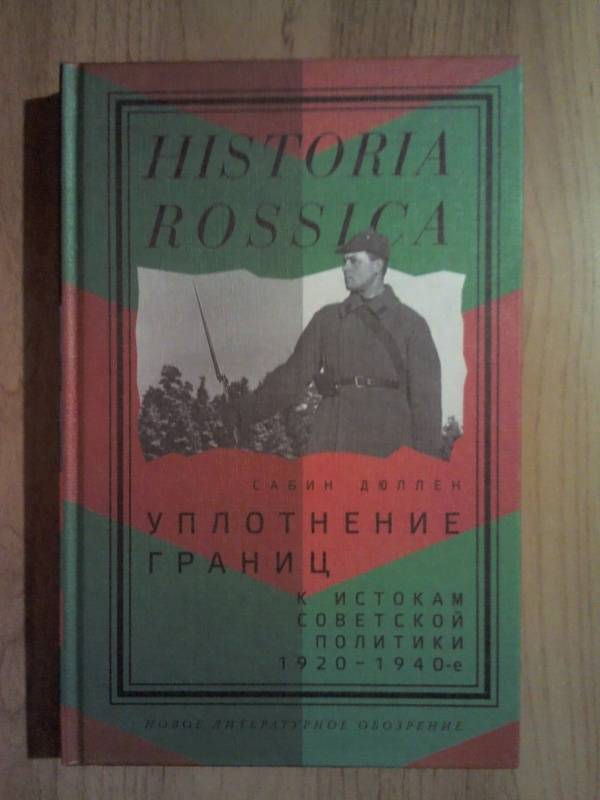 HISTORIA
ROSSICA
САБИН ДЮЛЛЕН
УПЛОТНЕНИЕ
ГРАНИЦ
К ИСТОКАМ
СОВЕТСКОЙ
ПОЛИТИКИ
1920–1940-е
НОВОЕ ЛИТЕРАТУРНОЕ ОБОЗРЕНИЕ